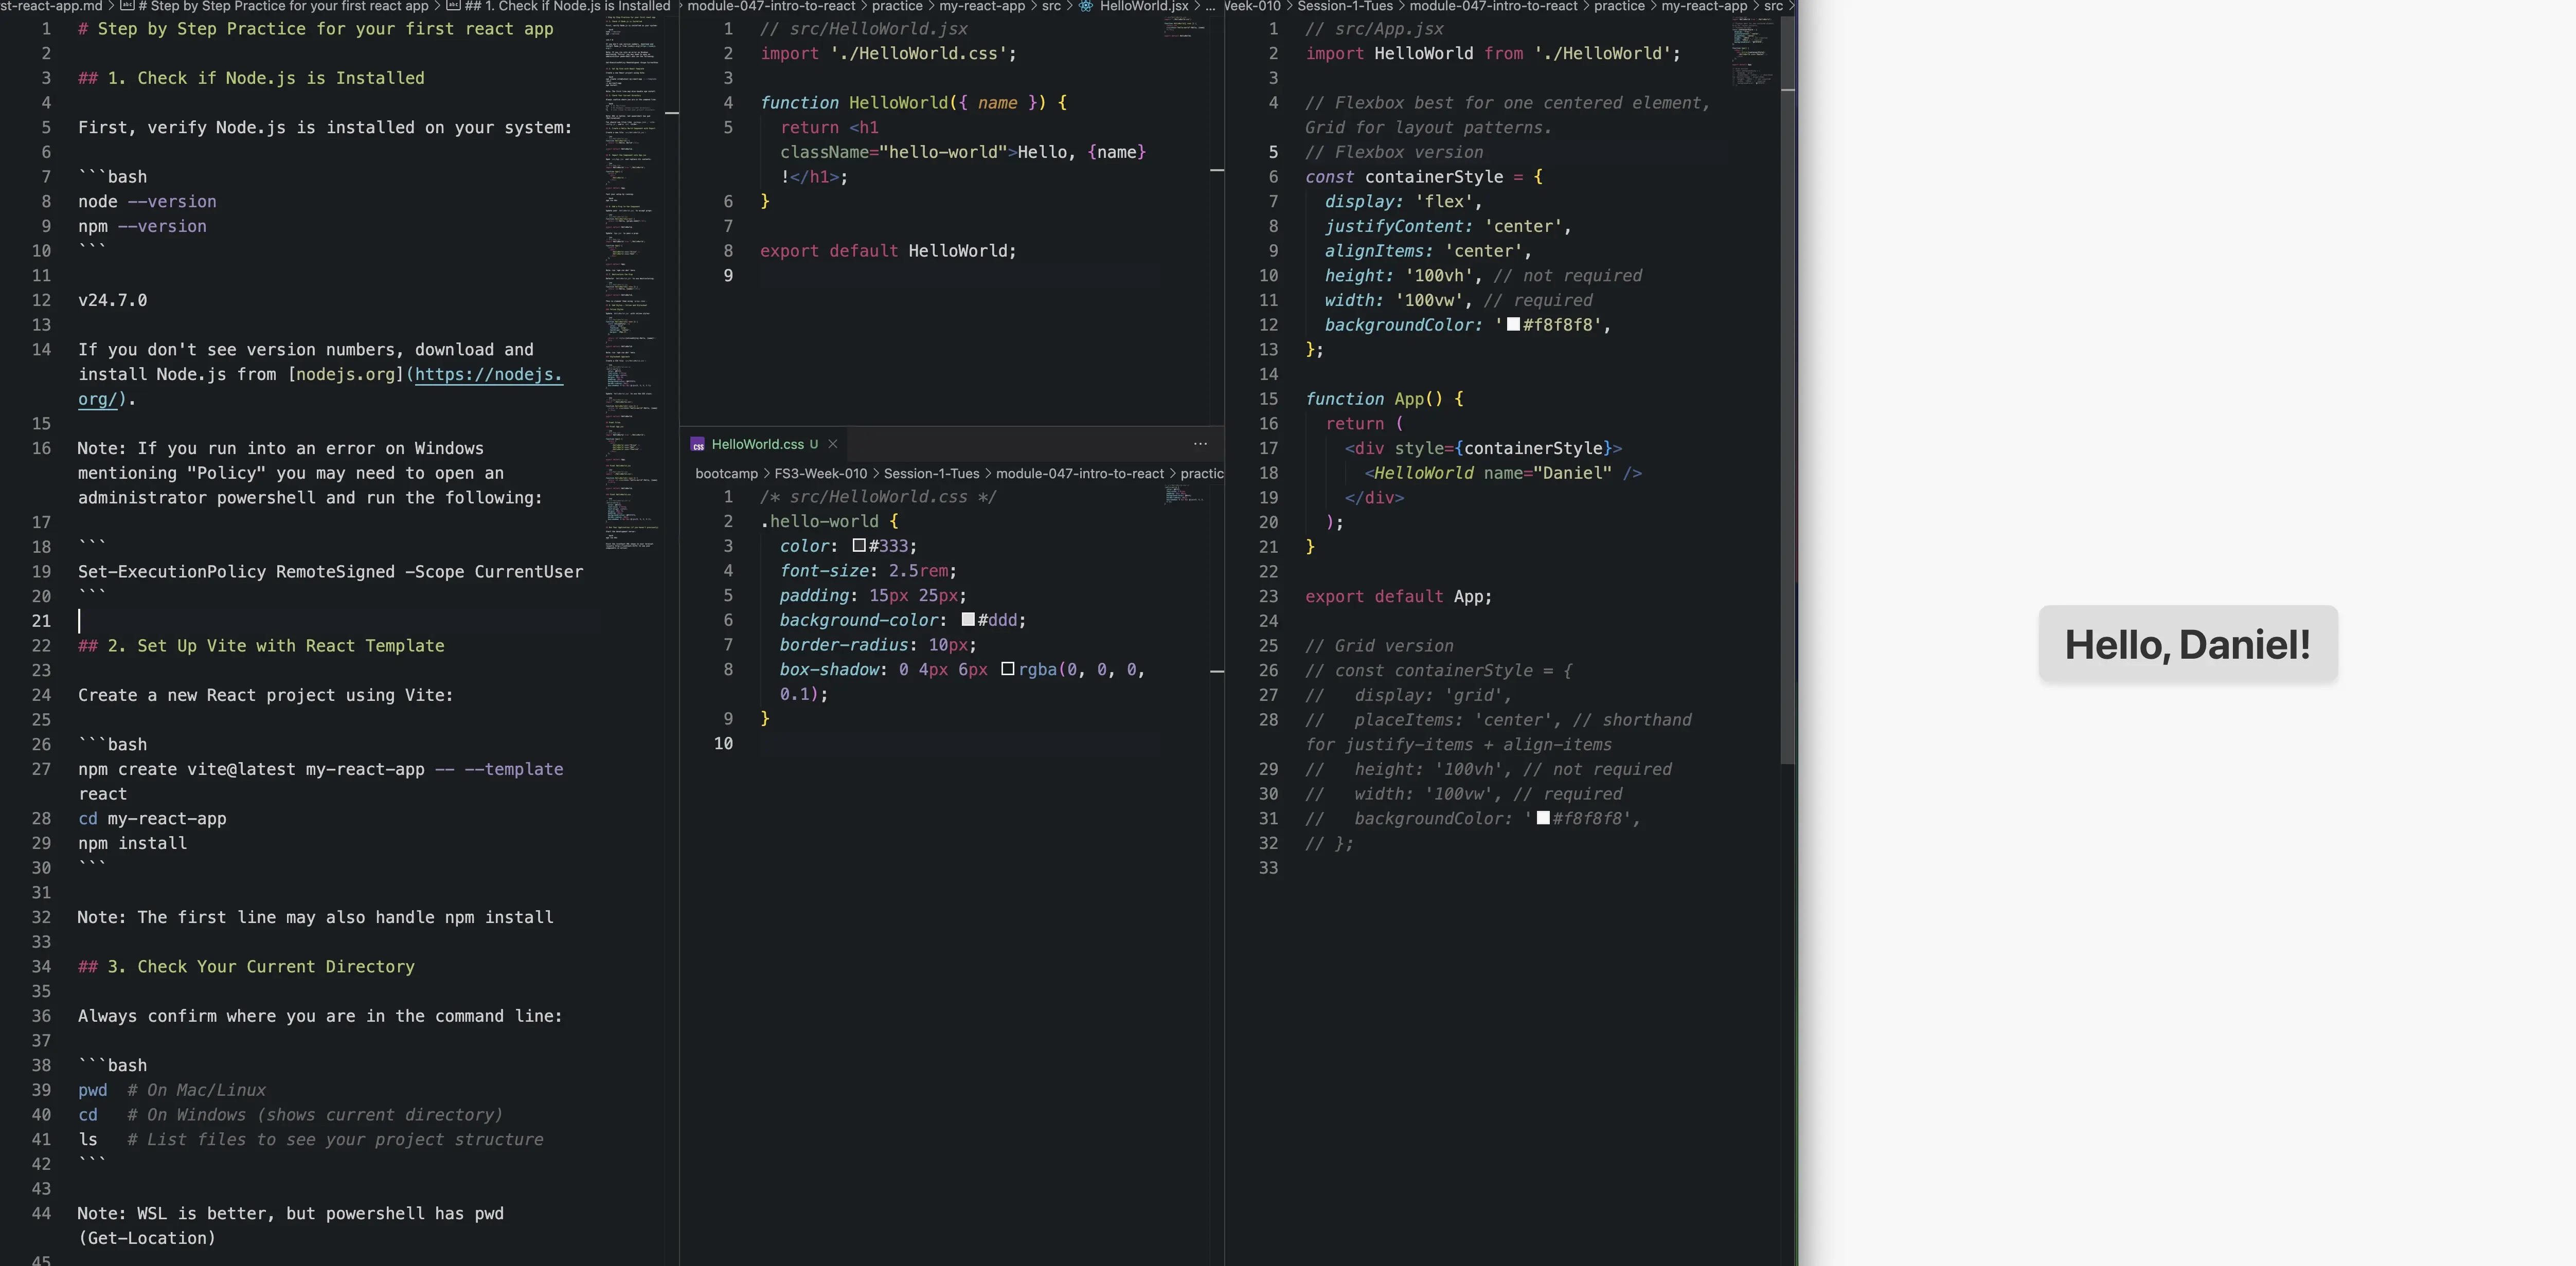 st-react-app.md > # Step by Step Practice for your first react app > ## 1. Check if Node.js is Installed
1 # Step by Step Practice for your first react app
2
3 ## 1. Check if Node.js is Installed
4
5 First, verify Node.js is installed on your system:
6
7 ```bash
8 node --version
9 npm --version
10 ```
11
12 v24.7.0
13
14 If you don't see version numbers, download and
install Node.js from [nodejs.org](https://nodejs.
org/).
15
16 Note: If you run into an error on Windows
mentioning "Policy" you may need to open an
administrator powershell and run the following:
17
18 ```
19 Set-ExecutionPolicy RemoteSigned -Scope CurrentUser
20 ```
21
22 ## 2. Set Up Vite with React Template
23
24 Create a new React project using Vite:
25
26 ```bash
27 npm create vite@latest my-react-app -- --template
react
28 cd my-react-app
29 npm install
30 ```
31
32 Note: The first line may also handle npm install
33
34 ## 3. Check Your Current Directory
35
36 Always confirm where you are in the command line:
37
38 ```bash
39 pwd  # On Mac/Linux
40 cd   # On Windows (shows current directory)
41 ls   # List files to see your project structure
42 ```
43
44 Note: WSL is better, but powershell has pwd
(Get-Location)
45
module-047-intro-to-react > practice > my-react-app > src > HelloWorld.jsx > ...
1 // src/HelloWorld.jsx
2 import './HelloWorld.css';
3
4 function HelloWorld({ name }) {
5   return <h1
  className="hello-world">Hello, {name}
  !</h1>;
6 }
7
8 export default HelloWorld;
9
CSS HelloWorld.css U × ...
bootcamp > FS3-Week-010 > Session-1-Tues > module-047-intro-to-react > practic
1 /* src/HelloWorld.css */
2 .hello-world {
3   color: #333;
4   font-size: 2.5rem;
5   padding: 15px 25px;
6   background-color: #ddd;
7   border-radius: 10px;
8   box-shadow: 0 4px 6px rgba(0, 0, 0,
  0.1);
9 }
10
Week-010 > Session-1-Tues > module-047-intro-to-react > practice > my-react-app > src >
1 // src/App.jsx
2 import HelloWorld from './HelloWorld';
3
4 // Flexbox best for one centered element,
Grid for layout patterns.
5 // Flexbox version
6 const containerStyle = {
7   display: 'flex',
8   justifyContent: 'center',
9   alignItems: 'center',
10   height: '100vh', // not required
11   width: '100vw', // required
12   backgroundColor: '#f8f8f8',
13 };
14
15 function App() {
16   return (
17     <div style={containerStyle}>
18       <HelloWorld name="Daniel" />
19     </div>
20   );
21 }
22
23 export default App;
24
25 // Grid version
26 // const containerStyle = {
27 //   display: 'grid',
28 //   placeItems: 'center', // shorthand
for justify-items + align-items
29 //   height: '100vh', // not required
30 //   width: '100vw', // required
31 //   backgroundColor: '#f8f8f8',
32 // };
33
Hello, Daniel!